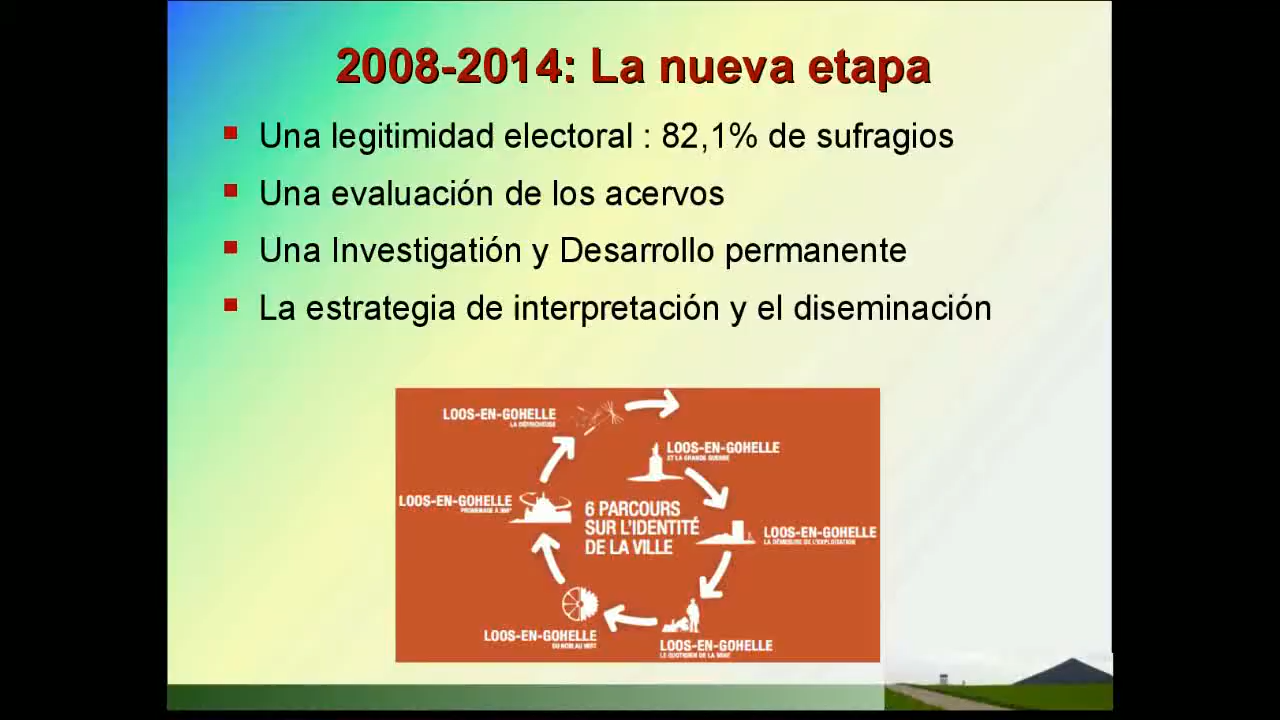 2008-2014: La nueva etapa
Una legitimidad electoral : 82,1% de sufragios
Una evaluación de los acervos
Una Investigatión y Desarrollo permanente
La estrategia de interpretación y el diseminación
LOOS-EN-GOHELLE
LA DÉFRICHEUSE
LOOS-EN-GOHELLE
ET LA GRANDE GUERRE
LOOS-EN-GOHELLE
PROMENADE À 360°
6 PARCOURS
SUR L'IDENTITÉ
DE LA VILLE
LOOS-EN-GOHELLE
LA DÉMESURE DE L'EXPLOITATION
LOOS-EN-GOHELLE
DU NOIR AU VERT
LOOS-EN-GOHELLE
LE QUOTIDIEN DE LA MINE